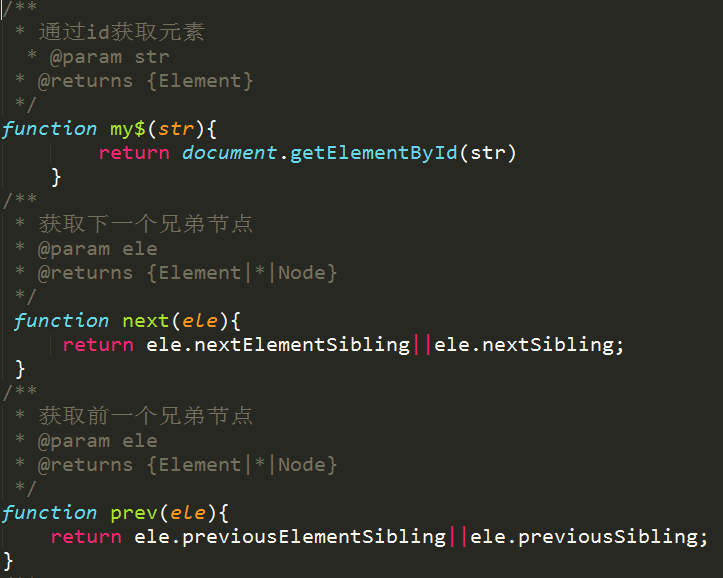 /**
 * 通过id获取元素
  * @param str
 * @returns {Element}
 */
function my$(str){
        return document.getElementById(str)
    }
/**
 * 获取下一个兄弟节点
 * @param ele
 * @returns {Element|*|Node}
 */
 function next(ele){
     return ele.nextElementSibling||ele.nextSibling;
 }
/**
 * 获取前一个兄弟节点
 * @param ele
 * @returns {Element|*|Node}
 */
function prev(ele){
    return ele.previousElementSibling||ele.previousSibling;
}